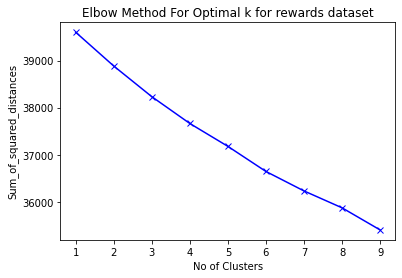 Elbow Method For Optimal k for rewards dataset
Sum_of_squared_distances
39000
38000
37000
36000
1 2 3 4 5 6 7 8 9
No of Clusters